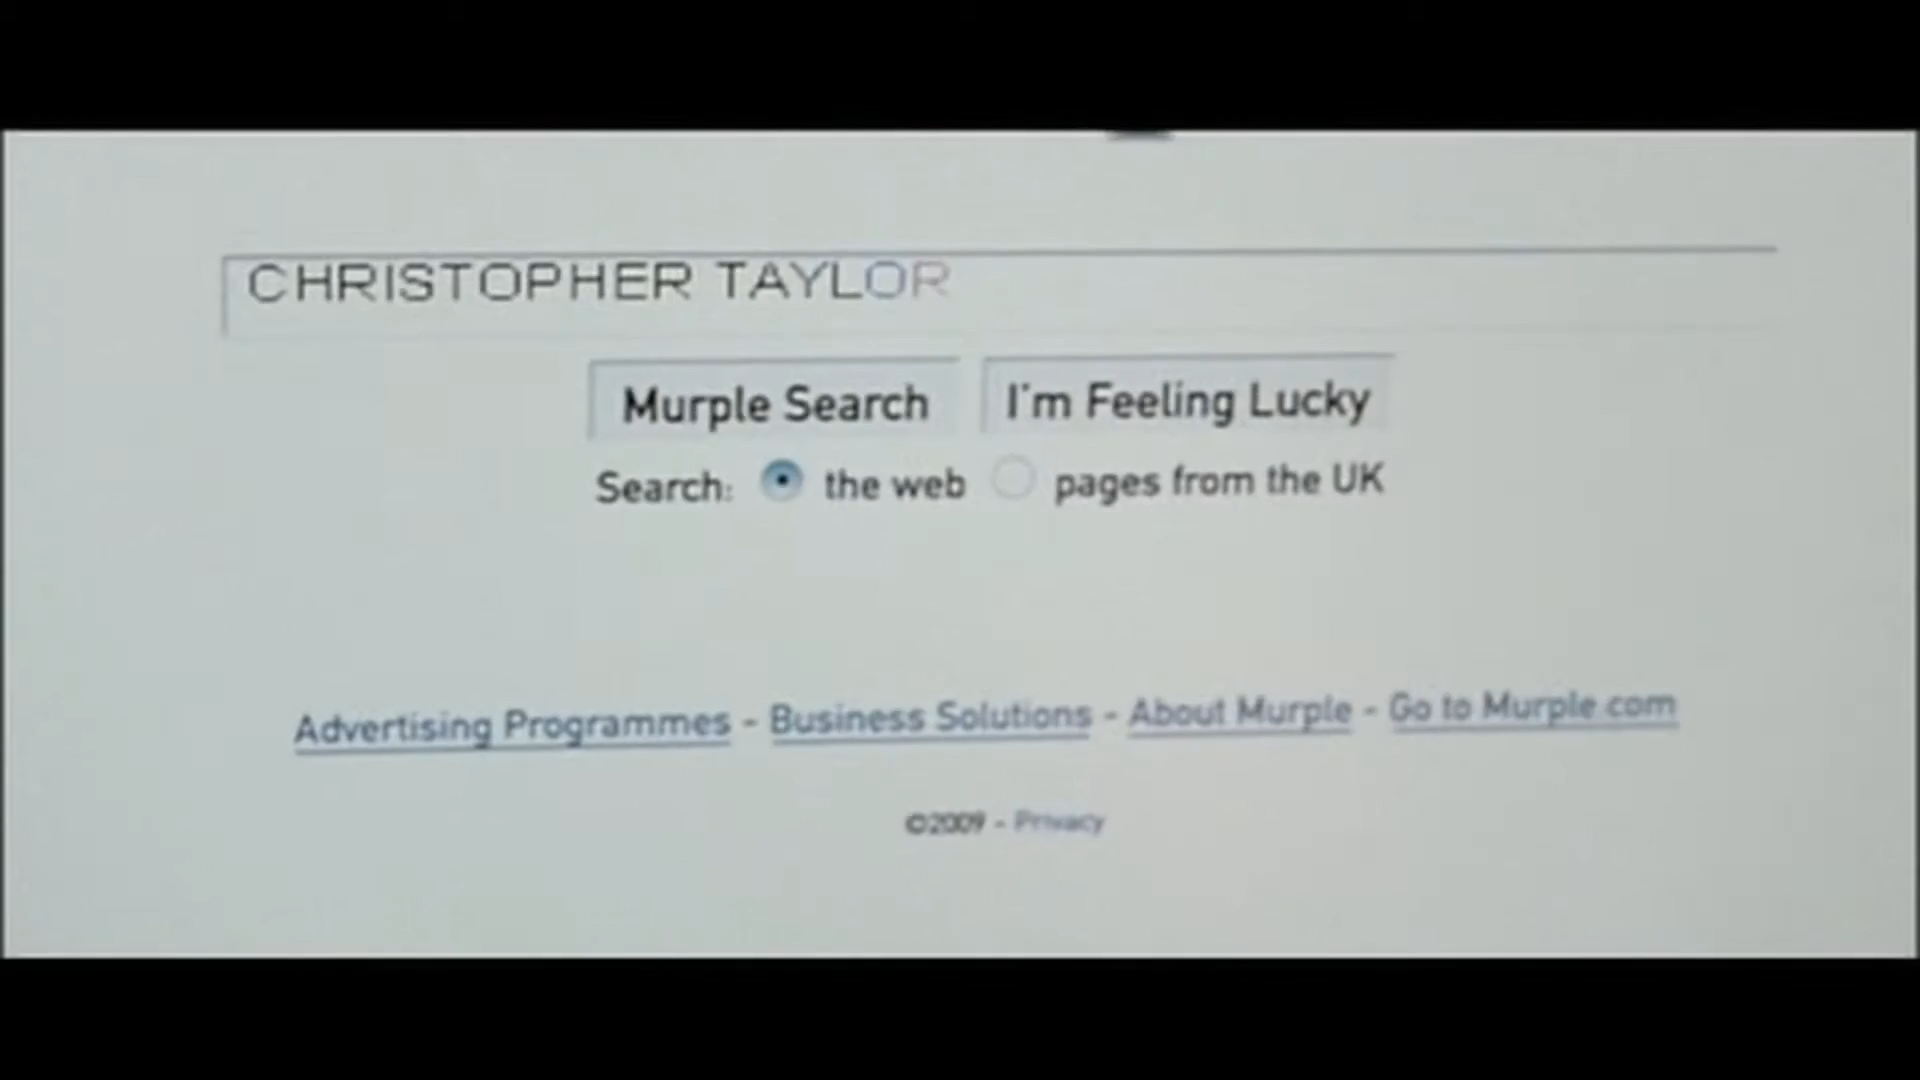 CHRISTOPHER TAYLOR
Murple Search I'm Feeling Lucky
Search: the web pages from the UK
Advertising Programmes - Business Solutions - About Murple - Go to Murple.com
©2009 - Privacy